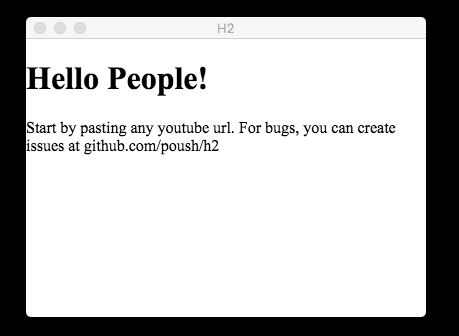 H2
Hello People!
Start by pasting any youtube url. For bugs, you can create
issues at github.com/poush/h2